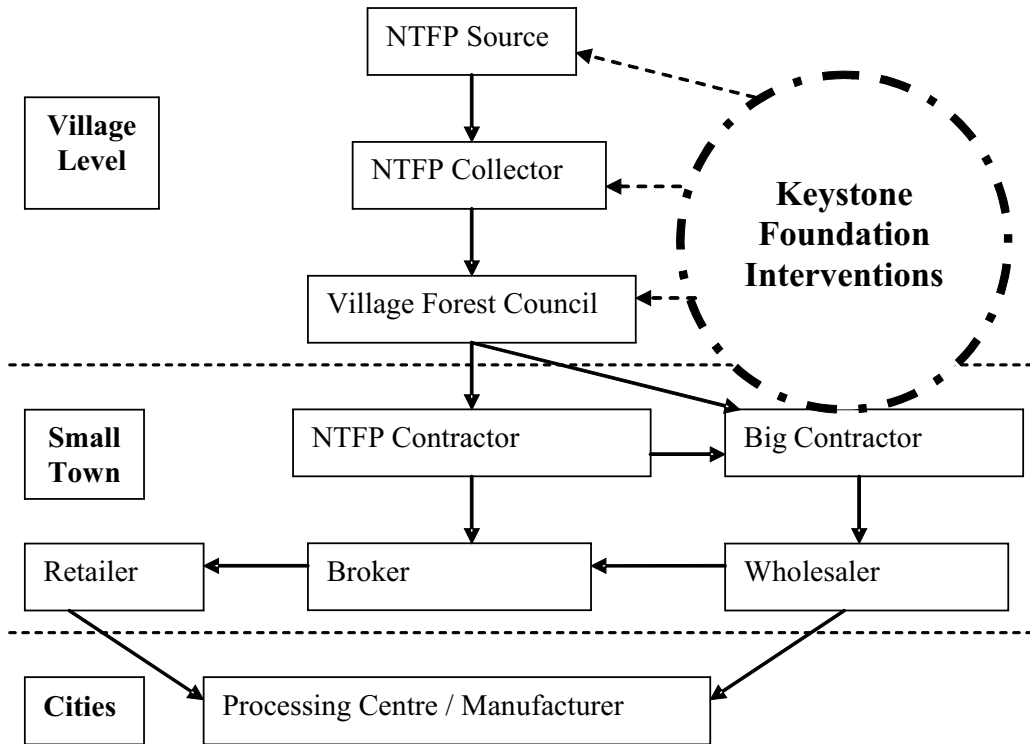 NTFP Source
Village
Level
NTFP Collector
Keystone
Foundation
Interventions
Village Forest Council
Small
Town
NTFP Contractor
Big Contractor
Retailer
Broker
Wholesaler
Cities
Processing Centre / Manufacturer